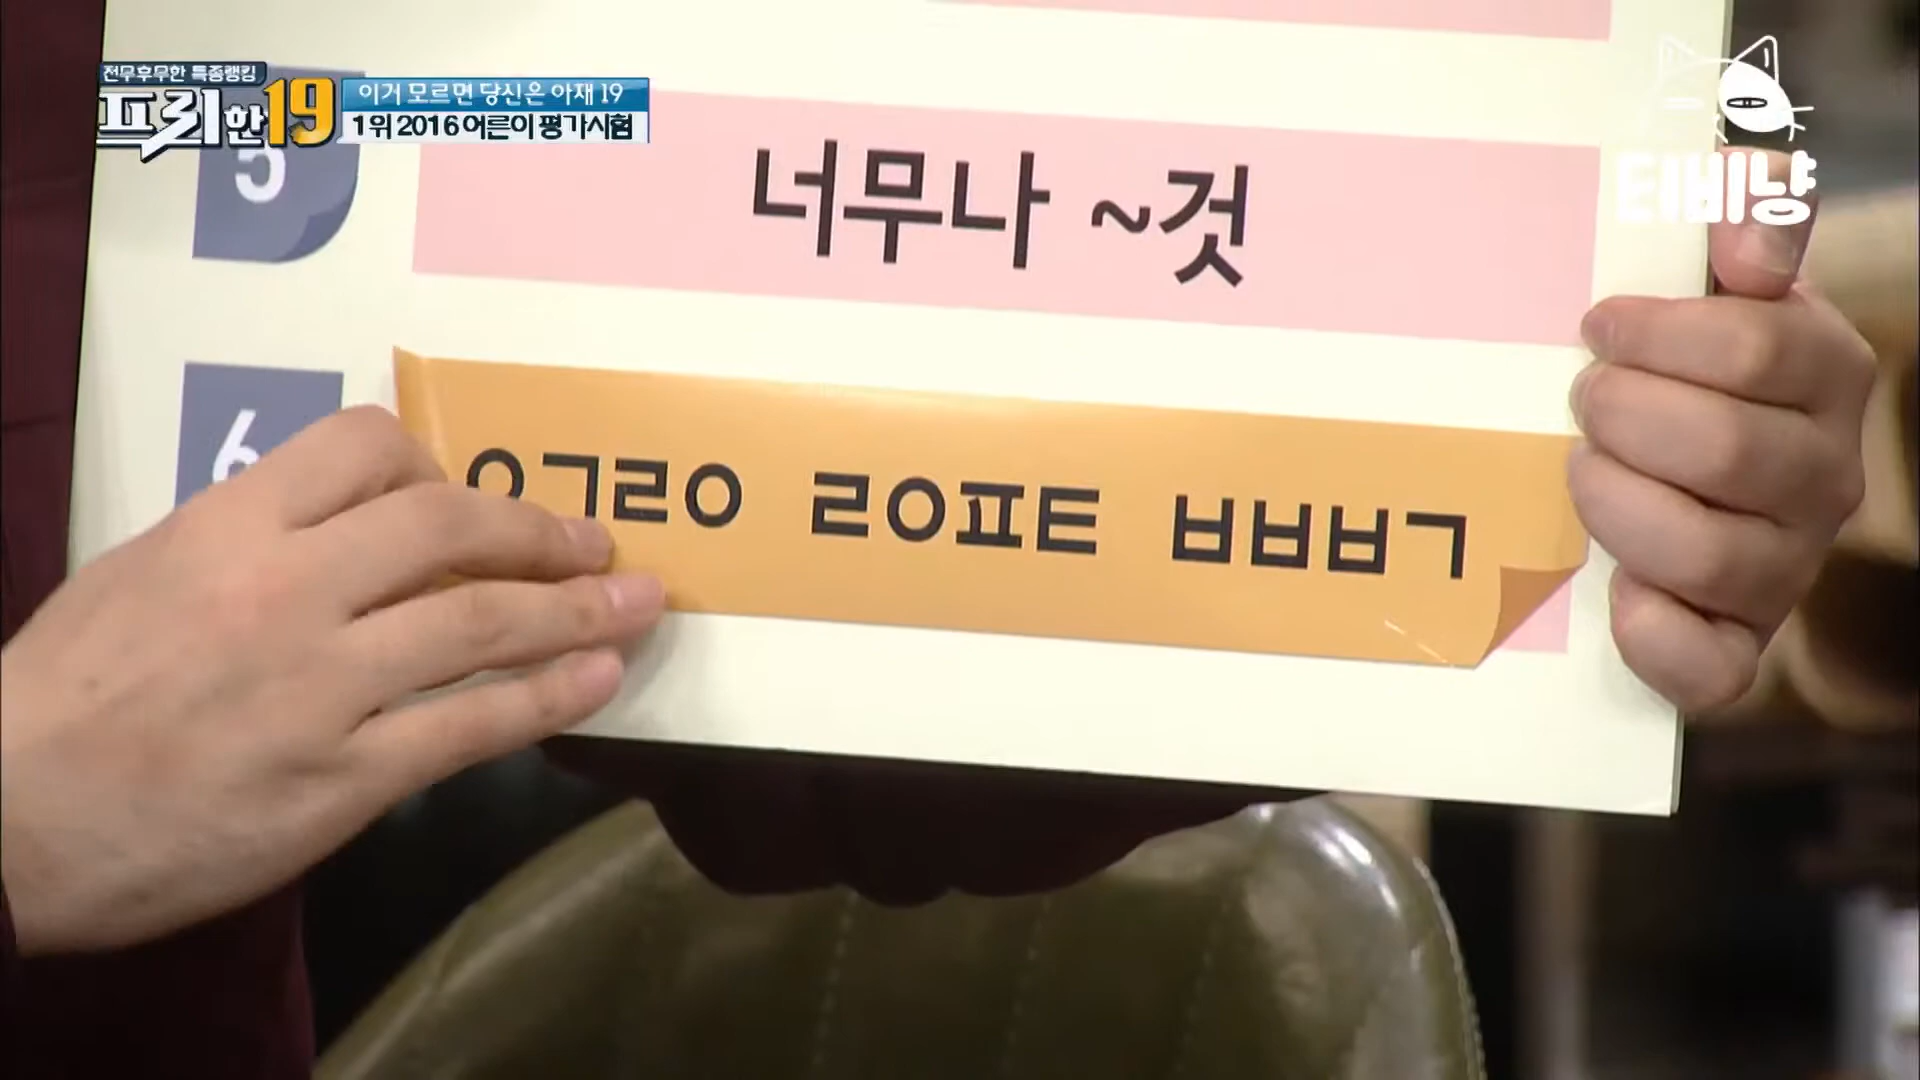 전무후무한 특종랭킹
프리한19
이거 모르면 당신은 아재 19
1위 2016 어른이 평가시험
티비냥
5
너무나 ~것
6
ㅇㄱㄹㅇ ㄹㅇㅍㅌ ㅂㅂㅂㄱ